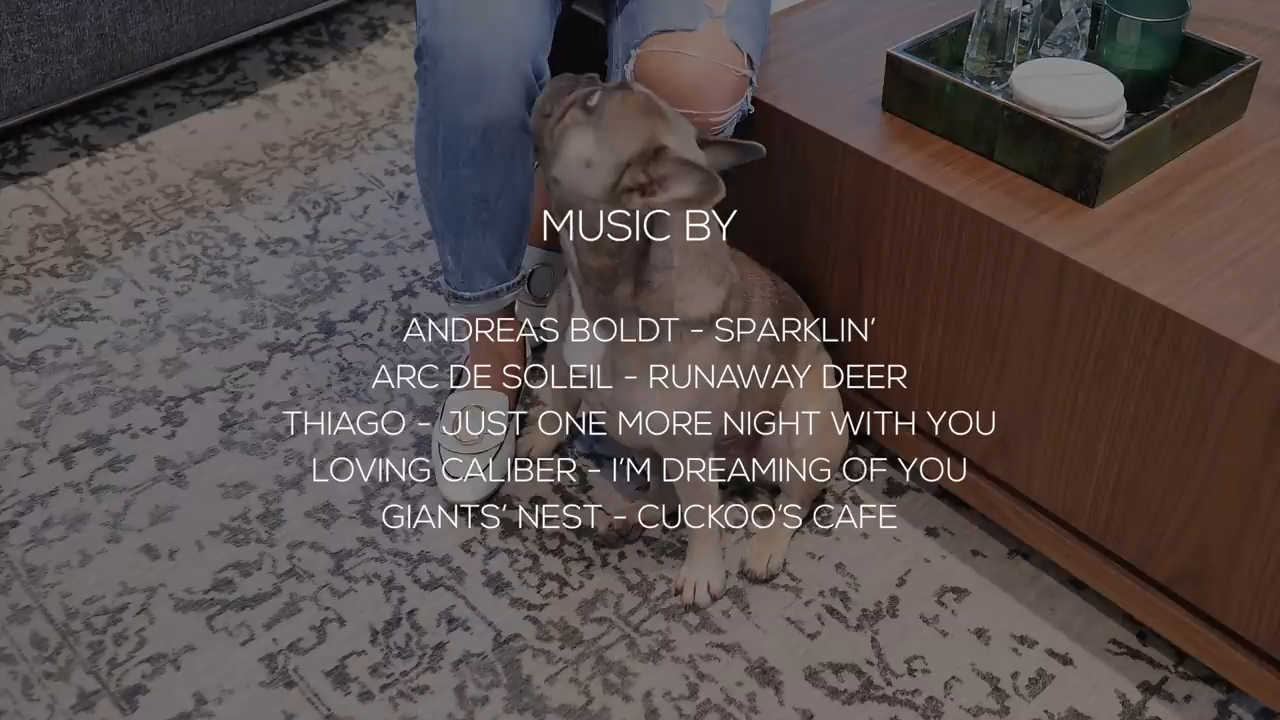 MUSIC BY
ANDREAS BOLDT - SPARKLIN'
ARC DE SOLEIL - RUNAWAY DEER
THIAGO - JUST ONE MORE NIGHT WITH YOU
LOVING CALIBER - I'M DREAMING OF YOU
GIANTS' NEST - CUCKOO'S CAFE